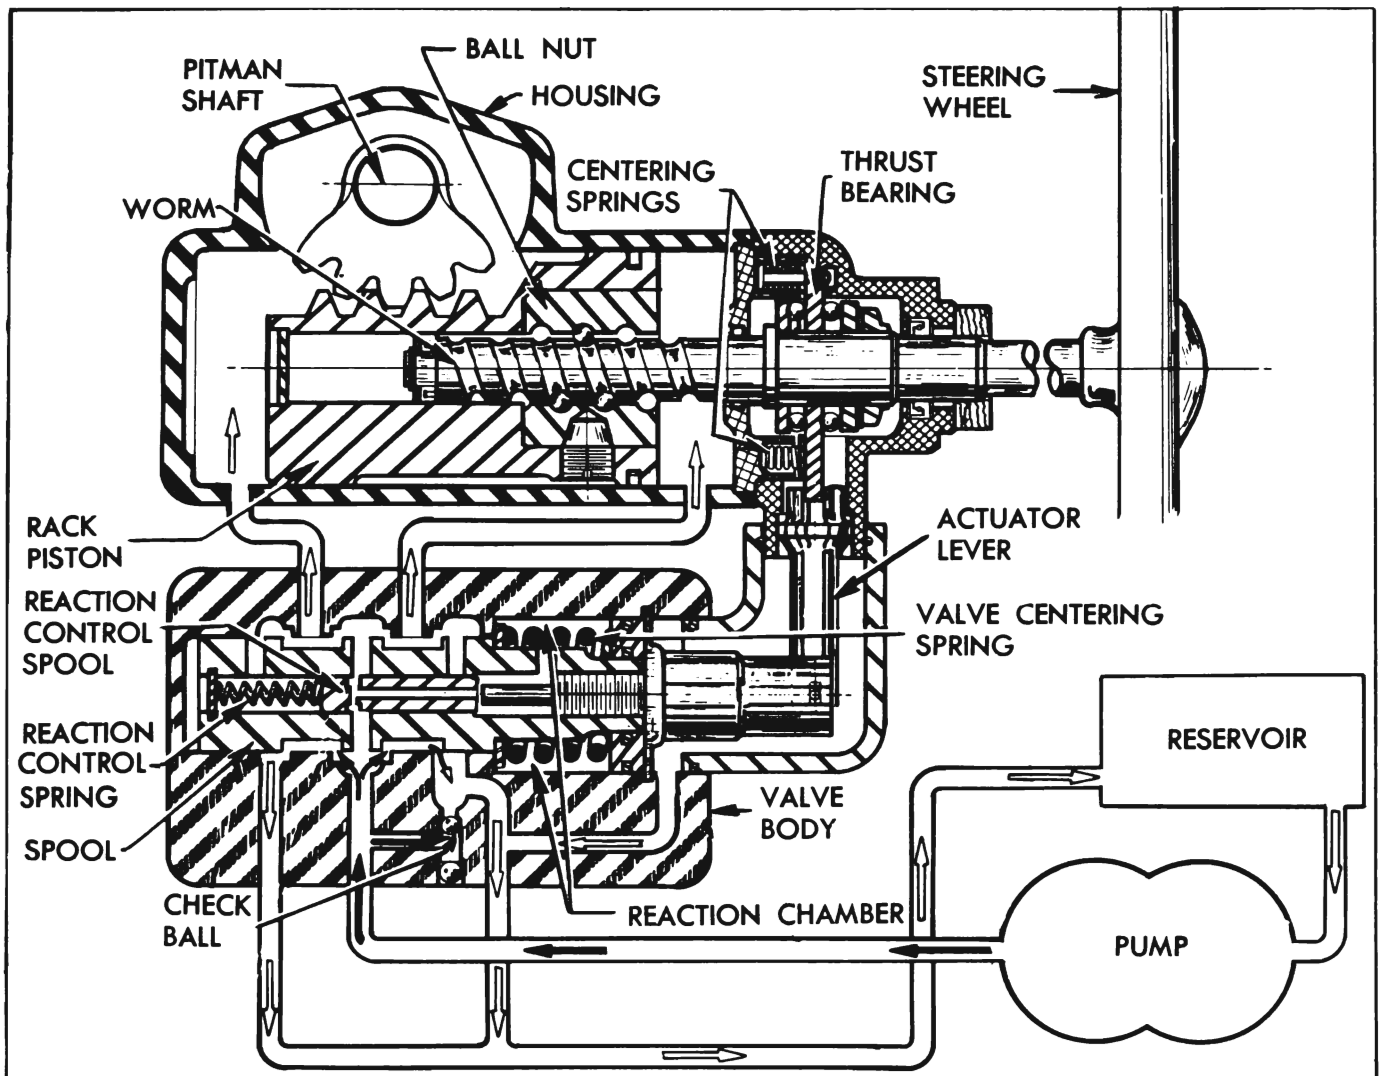 BALL NUT
PITMAN
SHAFT
HOUSING
STEERING
WHEEL
CENTERING
SPRINGS
THRUST
BEARING
WORM
RACK
PISTON
ACTUATOR
LEVER
REACTION
CONTROL
SPOOL
VALVE CENTERING
SPRING
REACTION
CONTROL
SPRING
RESERVOIR
VALVE
BODY
SPOOL
CHECK
BALL
REACTION CHAMBER
PUMP